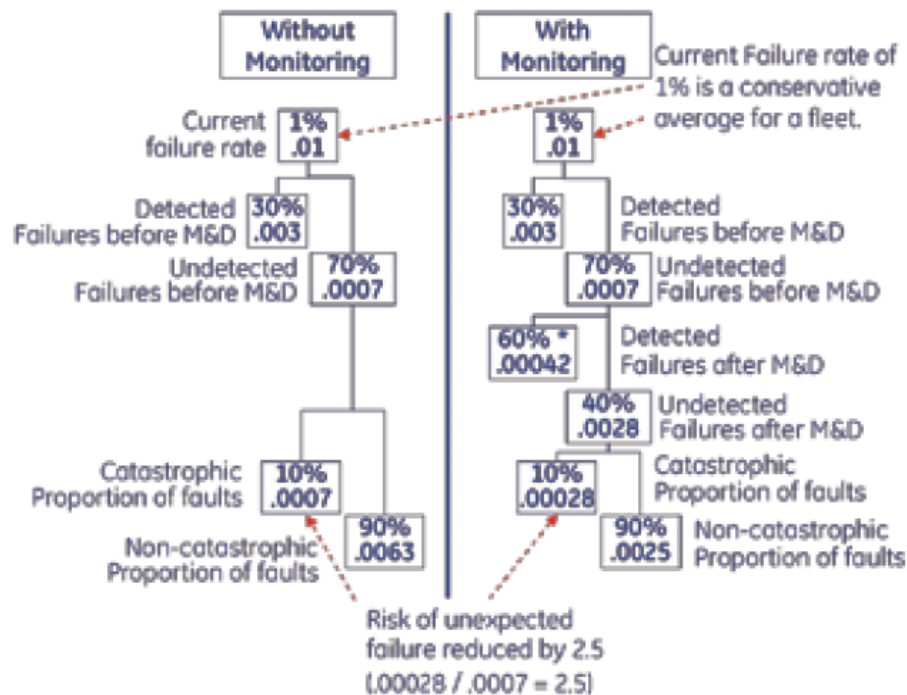 Without
Monitoring
With
Monitoring
Current Failure rate of
1% is a conservative
average for a fleet.
Current
failure rate
1%
.01
1%
.01
Detected
Failures before M&D
30%
.003
30%
.003
Detected
Failures before M&D
Undetected
Failures before M&D
70%
.0007
70%
.0007
Undetected
Failures before M&D
60% *
.00042
Detected
Failures after M&D
40%
.0028
Undetected
Failures after M&D
Catastrophic
Proportion of faults
10%
.0007
10%
.00028
Catastrophic
Proportion of faults
Non-catastrophic
Proportion of faults
90%
.0063
90%
.0025
Non-catastrophic
Proportion of faults
Risk of unexpected
failure reduced by 2.5
(.00028 / .0007 = 2.5)